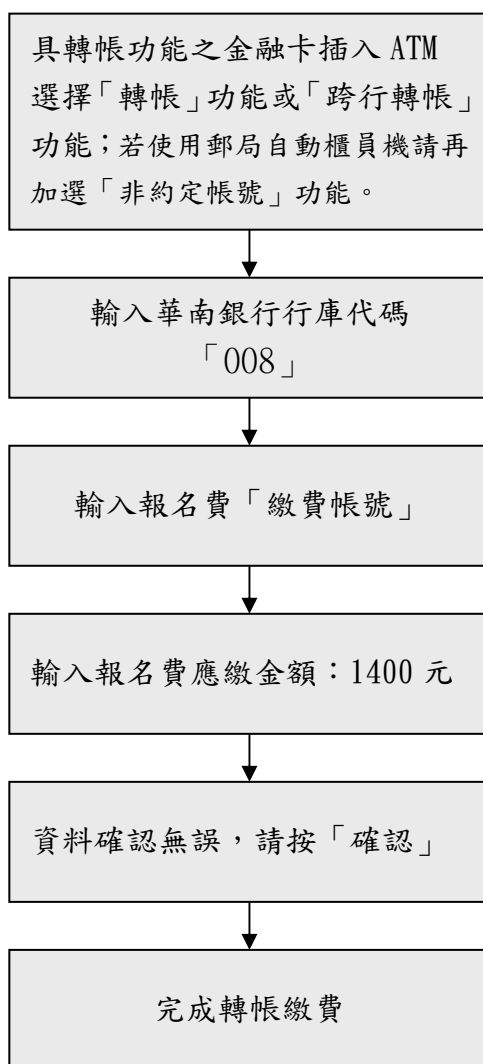 具轉帳功能之金融卡插入 ATM
選擇「轉帳」功能或「跨行轉帳」
功能；若使用郵局自動櫃員機請再
加選「非約定帳號」功能。
輸入華南銀行行庫代碼
「008」
輸入報名費「繳費帳號」
輸入報名費應繳金額：1400 元
資料確認無誤，請按「確認」
完成轉帳繳費